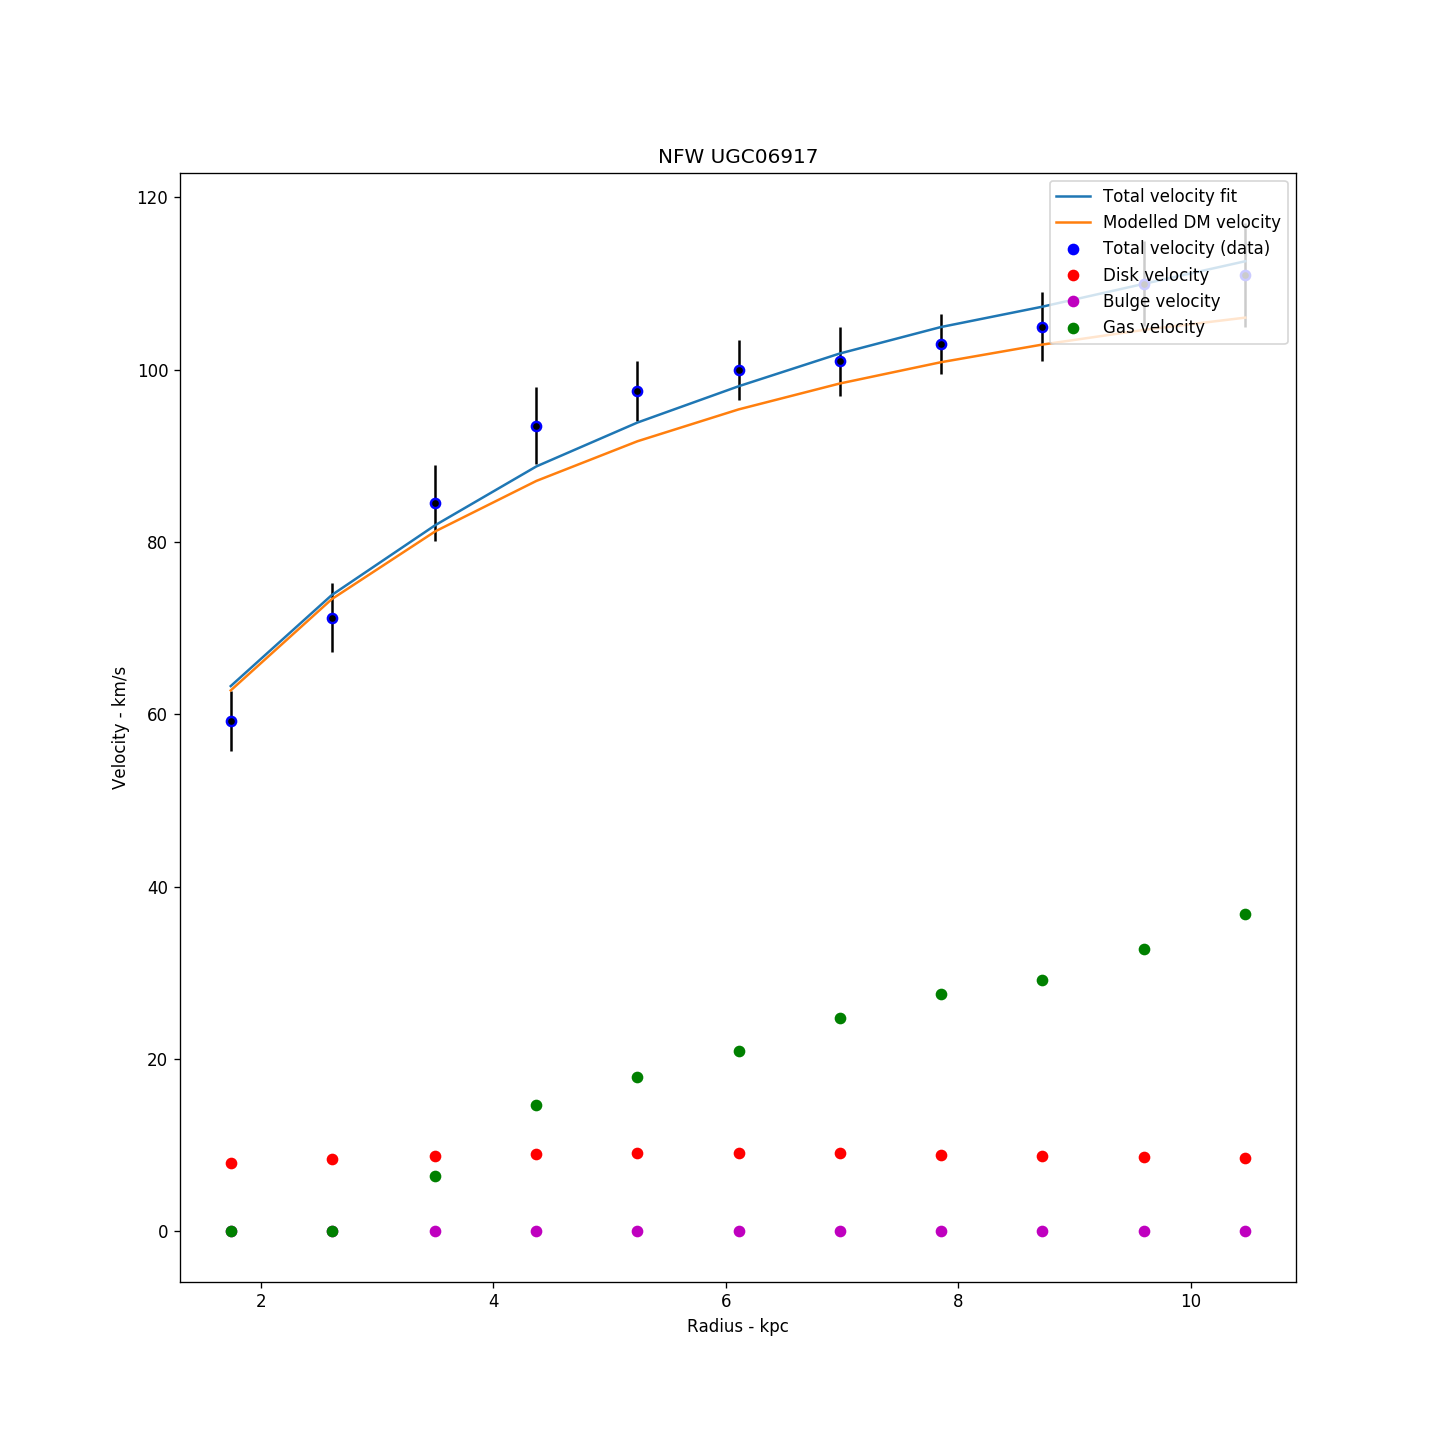 NFW UGC06917
120
100
80
60
40
20
0
Velocity - km/s
Total velocity fit
Modelled DM velocity
Total velocity (data)
Disk velocity
Bulge velocity
Gas velocity
2 4 6 8 10
Radius - kpc